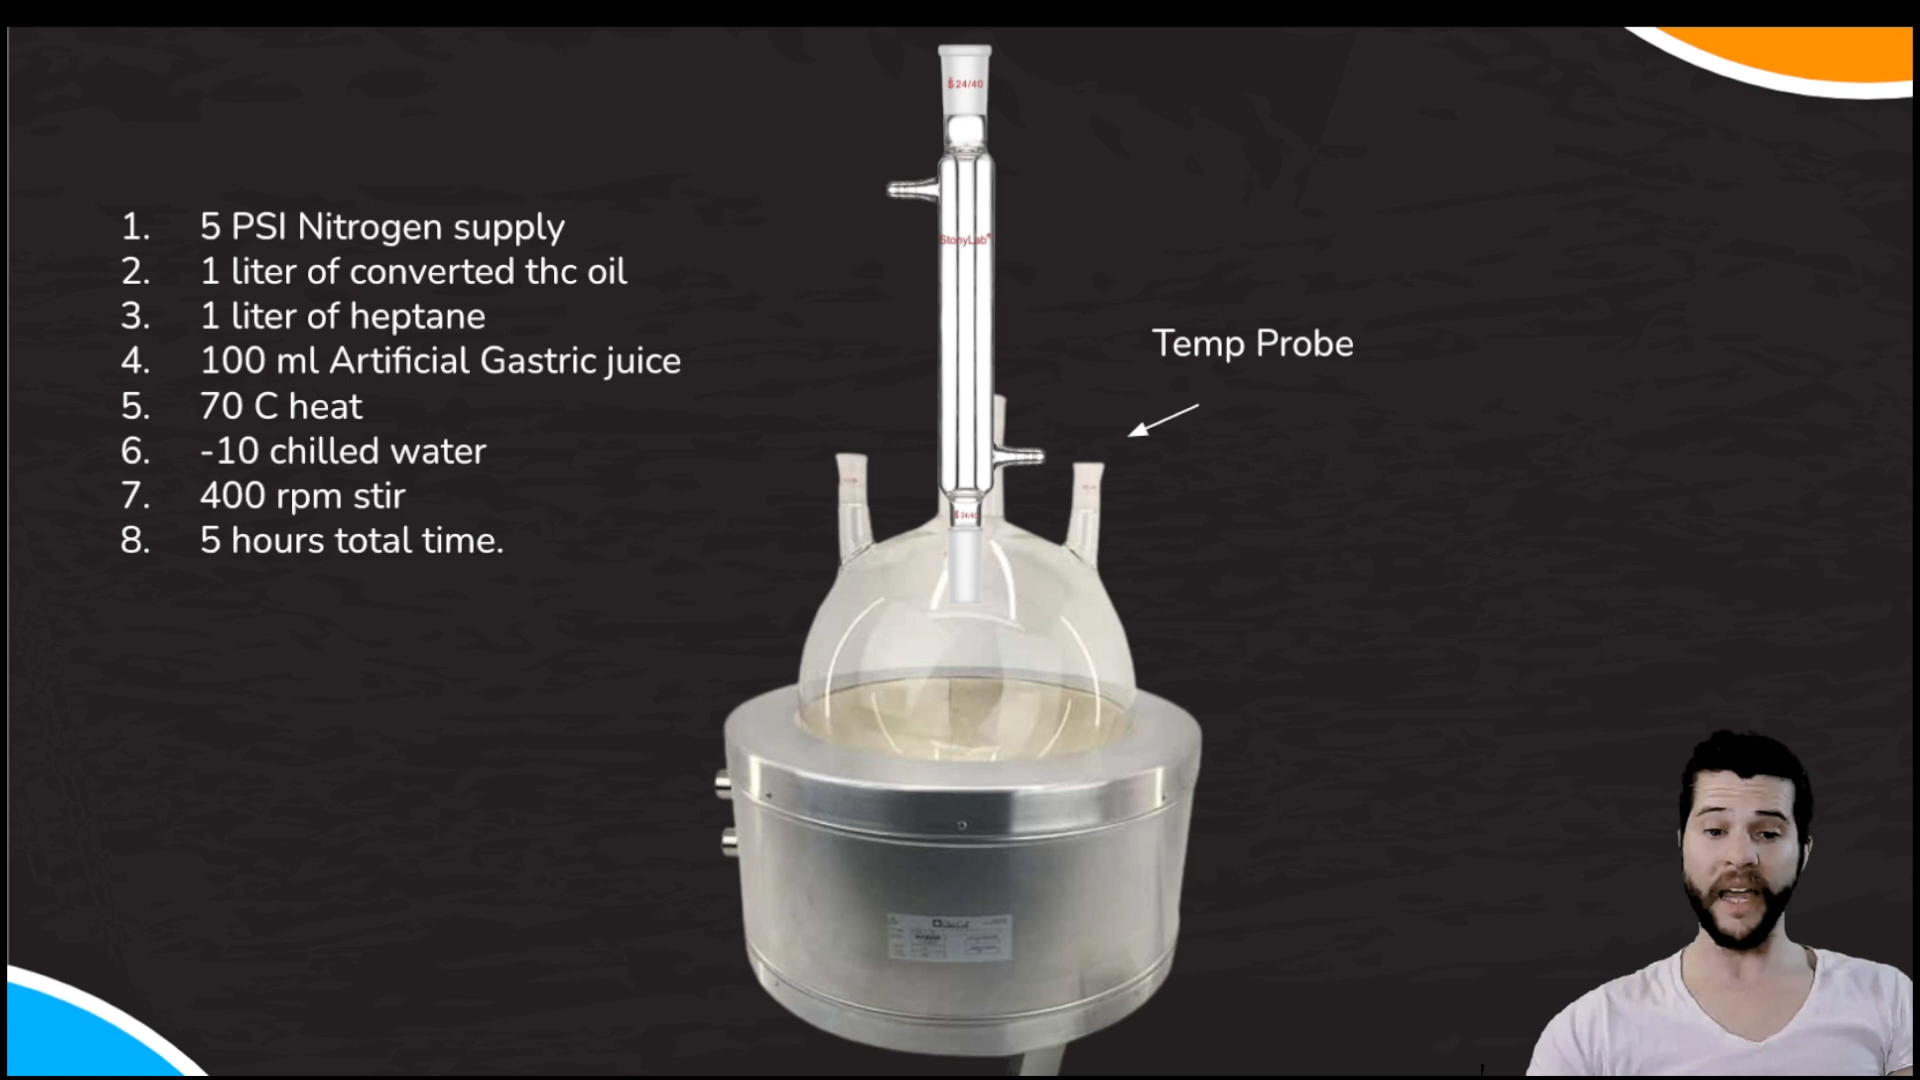 24/40
StonyLab
1. 5 PSI Nitrogen supply
2. 1 liter of converted thc oil
3. 1 liter of heptane
4. 100 ml Artificial Gastric juice
5. 70 C heat
6. -10 chilled water
7. 400 rpm stir
8. 5 hours total time.
Temp Probe
24/40